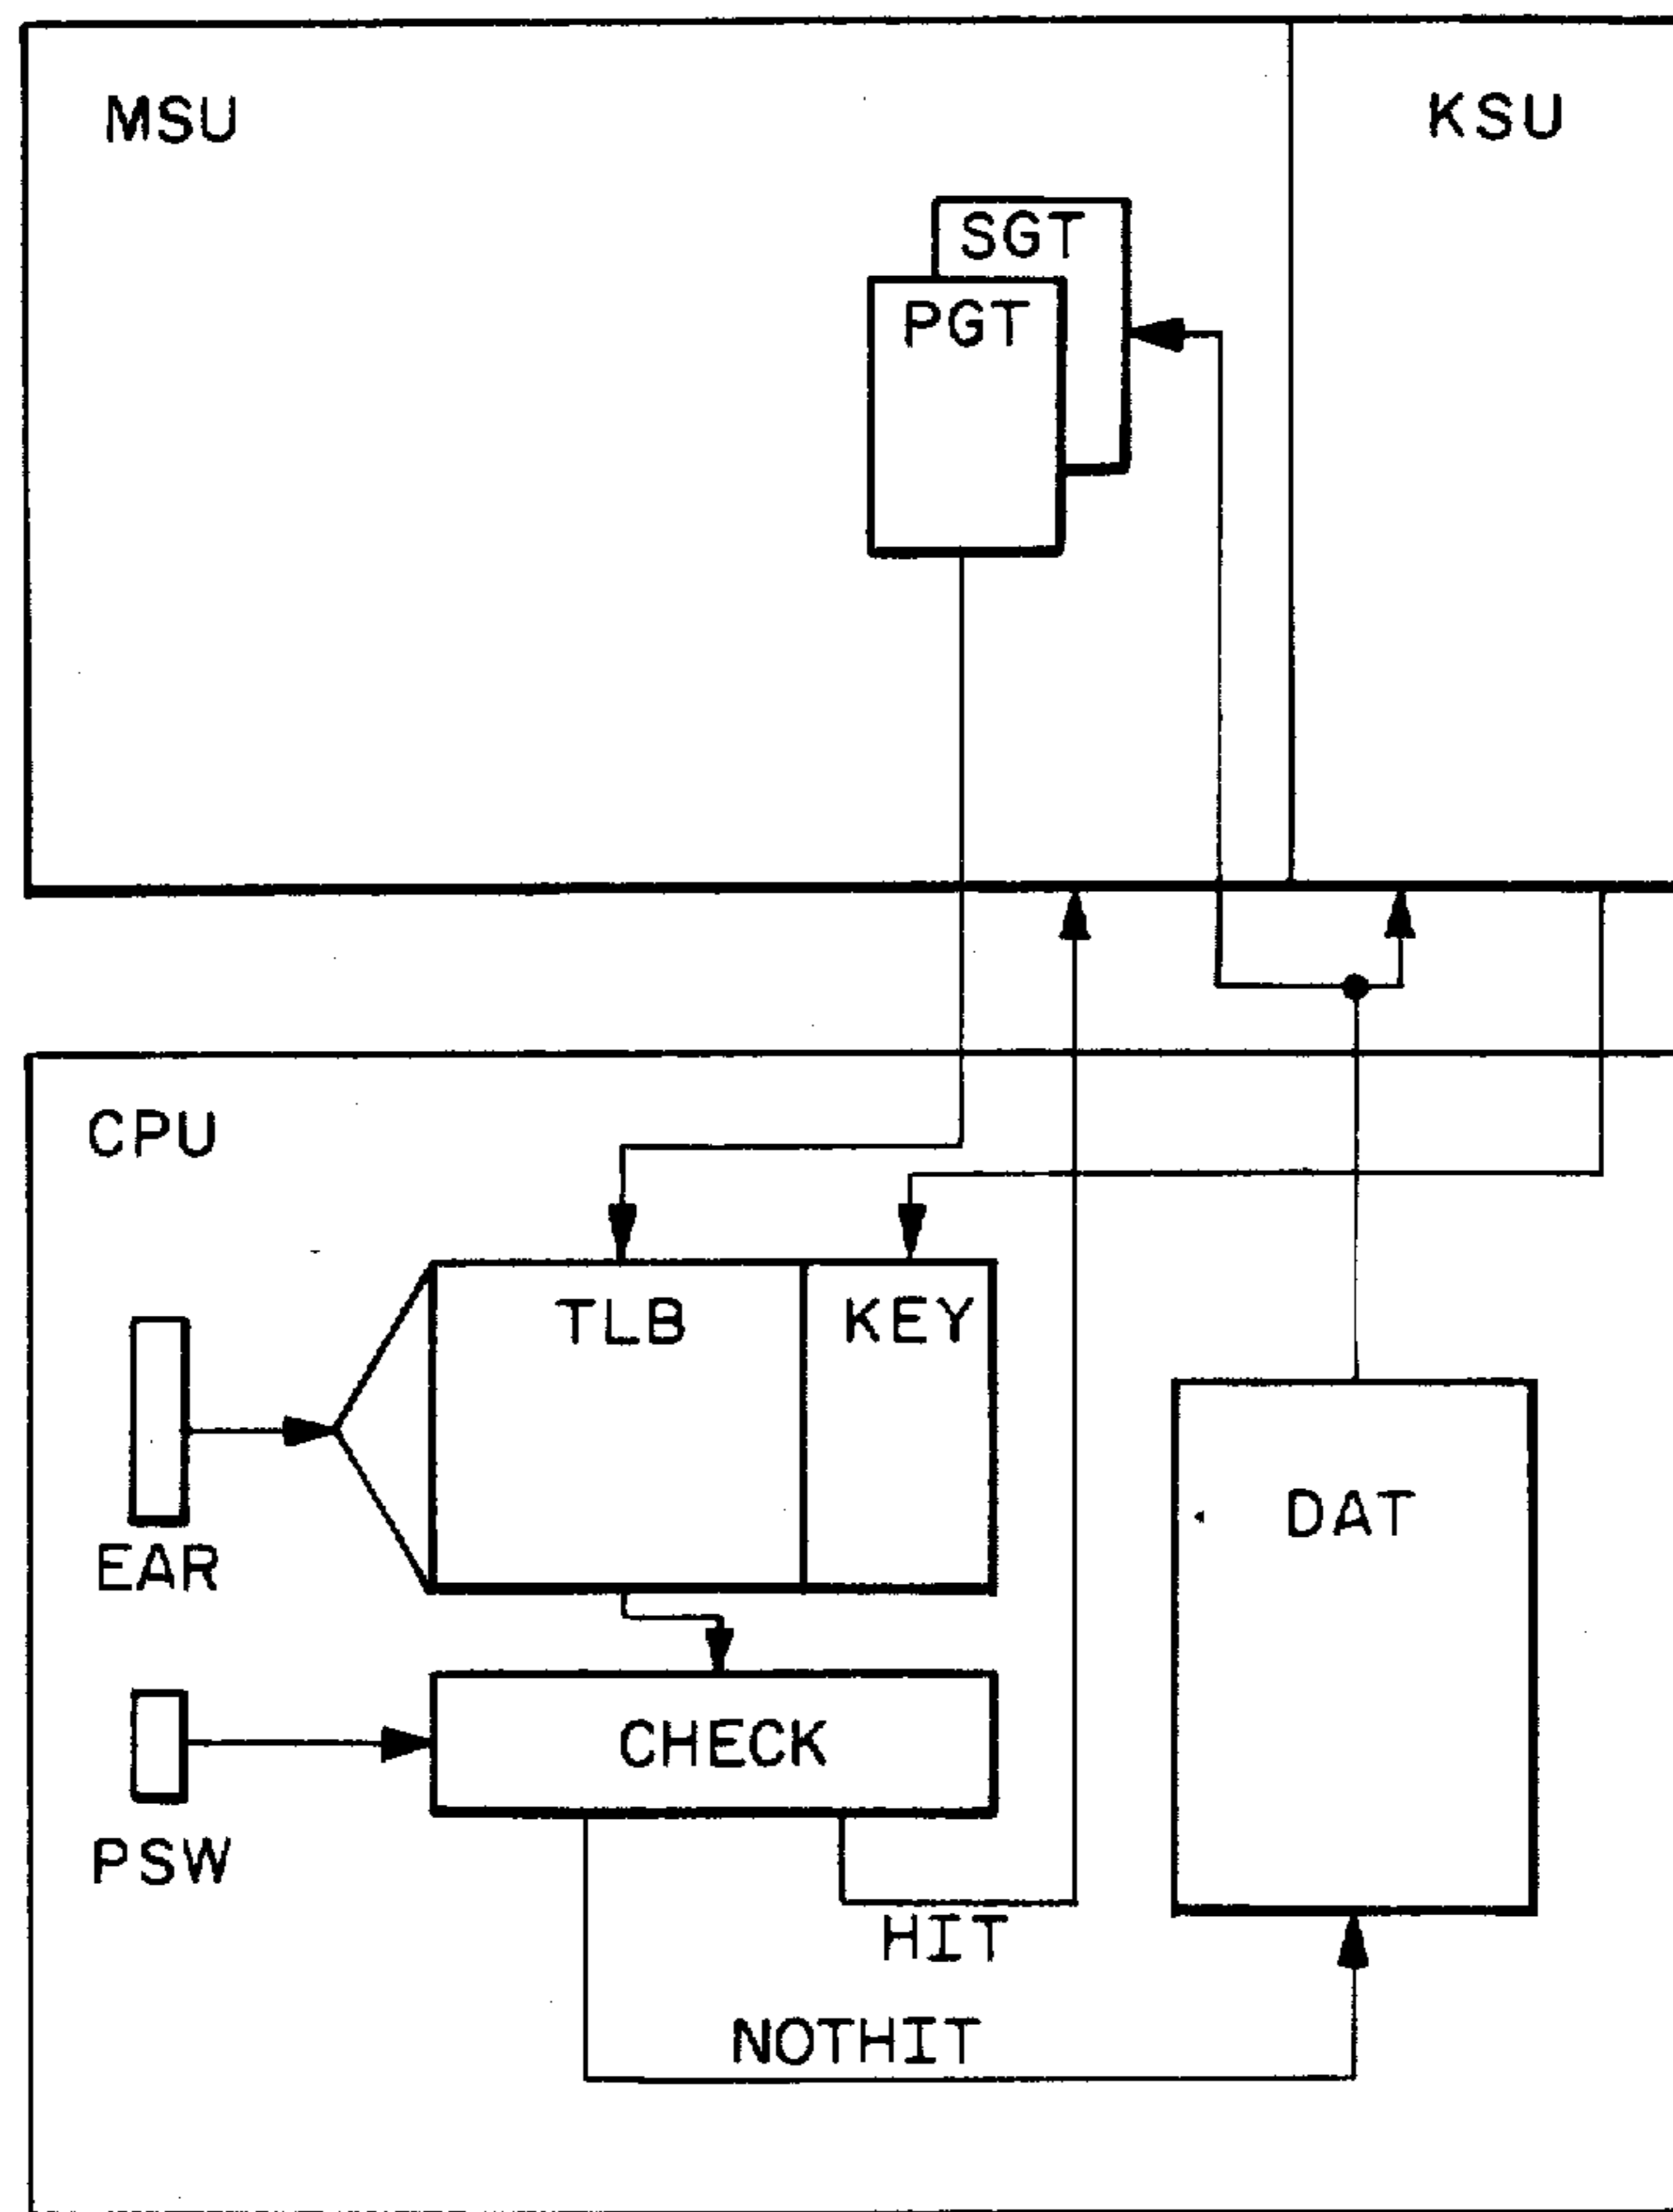 MSU
KSU
SGT
PGT
CPU
TLB
KEY
DAT
EAR
CHECK
PSW
HIT
NOTHIT